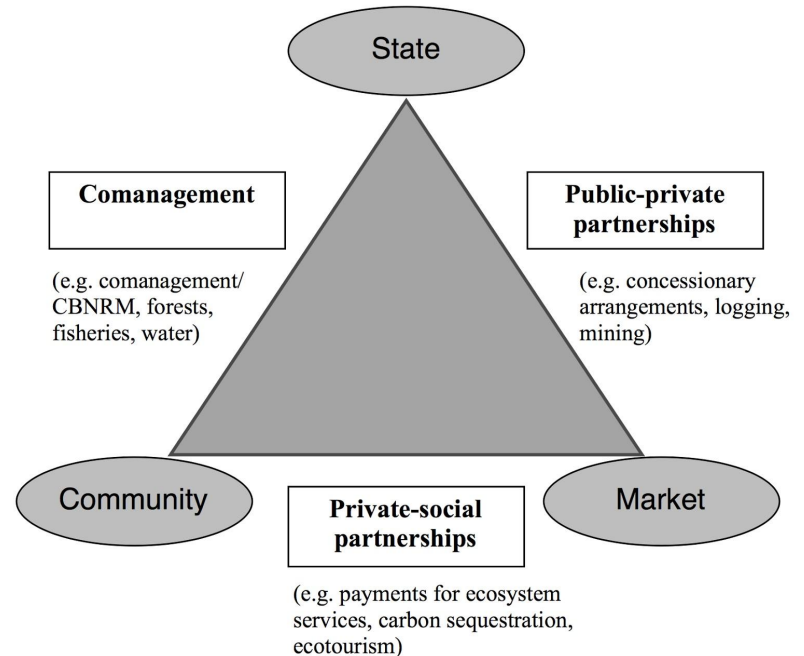 State
Comanagement
(e.g. comanagement/
CBNRM, forests,
fisheries, water)
Public-private
partnerships
(e.g. concessionary
arrangements, logging,
mining)
Community
Market
Private-social
partnerships
(e.g. payments for ecosystem
services, carbon sequestration,
ecotourism)